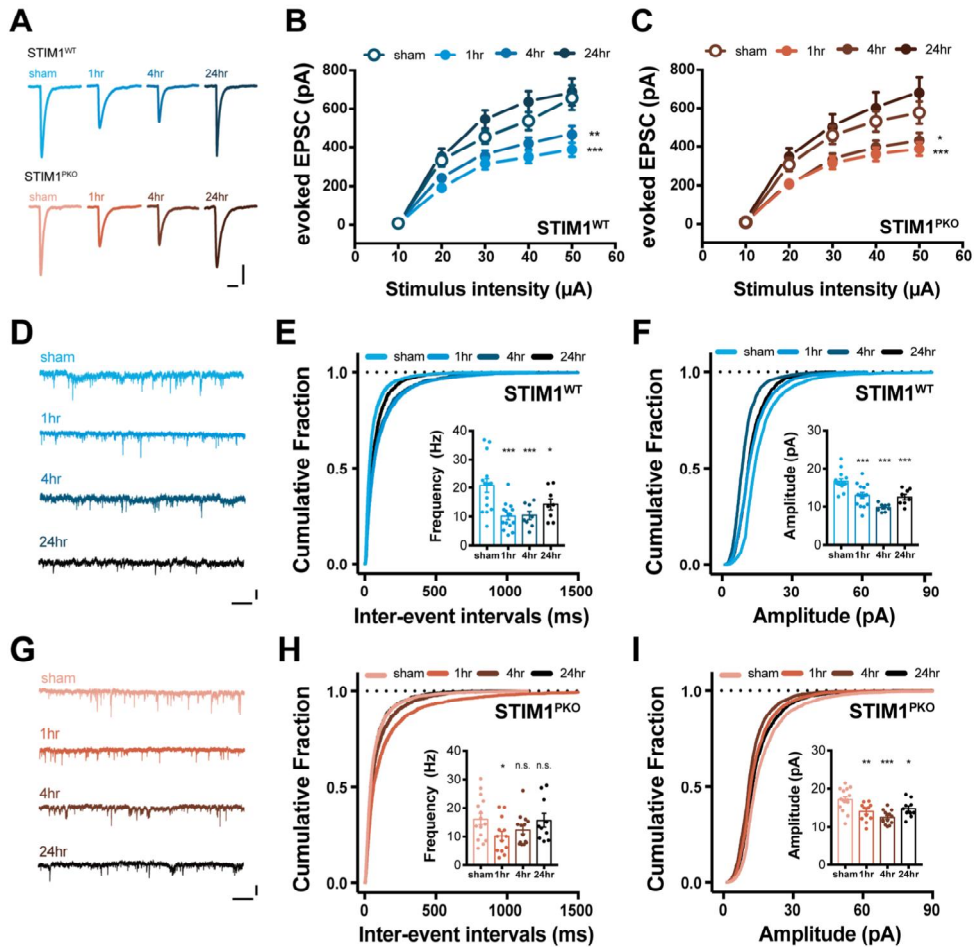 A
STIM1WT
sham 1hr 4hr 24hr
STIM1PKO
sham 1hr 4hr 24hr
B
sham 1hr 4hr 24hr
evoked EPSC (pA)
800
600
400
200
0
**
***
STIM1WT
0 10 20 30 40 50 60
Stimulus intensity (µA)
C
sham 1hr 4hr 24hr
evoked EPSC (pA)
800
600
400
200
0
*
***
STIM1PKO
0 10 20 30 40 50 60
Stimulus intensity (µA)
D
sham
1hr
4hr
24hr
E
sham 1hr 4hr 24hr
STIM1WT
Cumulative Fraction
1.0
0.5
0.0
Frequency (Hz)
40
30
20
10
0
*** *** *
sham 1hr 4hr 24hr
0 500 1000 1500
Inter-event intervals (ms)
F
sham 1hr 4hr 24hr
STIM1WT
Cumulative Fraction
1.0
0.5
0.0
Amplitude (pA)
30
20
10
0
*** *** ***
sham 1hr 4hr 24hr
0 30 60 90
Amplitude (pA)
G
sham
1hr
4hr
24hr
H
sham 1hr 4hr 24hr
STIM1PKO
Cumulative Fraction
1.0
0.5
0.0
Frequency (Hz)
40
30
20
10
0
* n.s. n.s.
sham 1hr 4hr 24hr
0 500 1000 1500
Inter-event intervals (ms)
I
sham 1hr 4hr 24hr
STIM1PKO
Cumulative Fraction
1.0
0.5
0.0
Amplitude (pA)
30
20
10
0
** *** *
sham 1hr 4hr 24hr
0 30 60 90
Amplitude (pA)